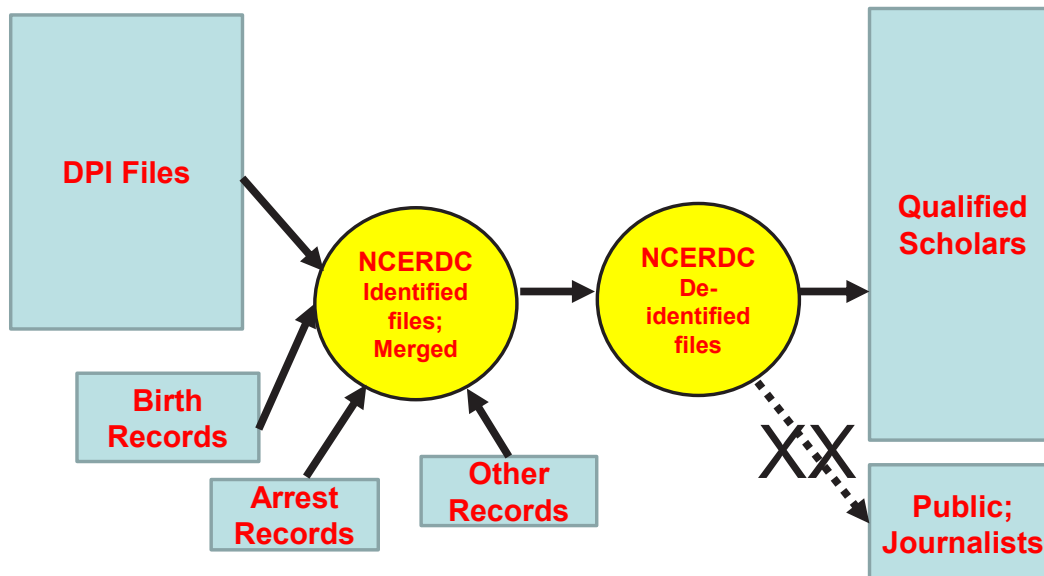 DPI Files
Birth
Records
Arrest
Records
Other
Records
NCERDC
Identified
files;
Merged
NCERDC
De-
identified
files
XX
Qualified
Scholars
Public;
Journalists